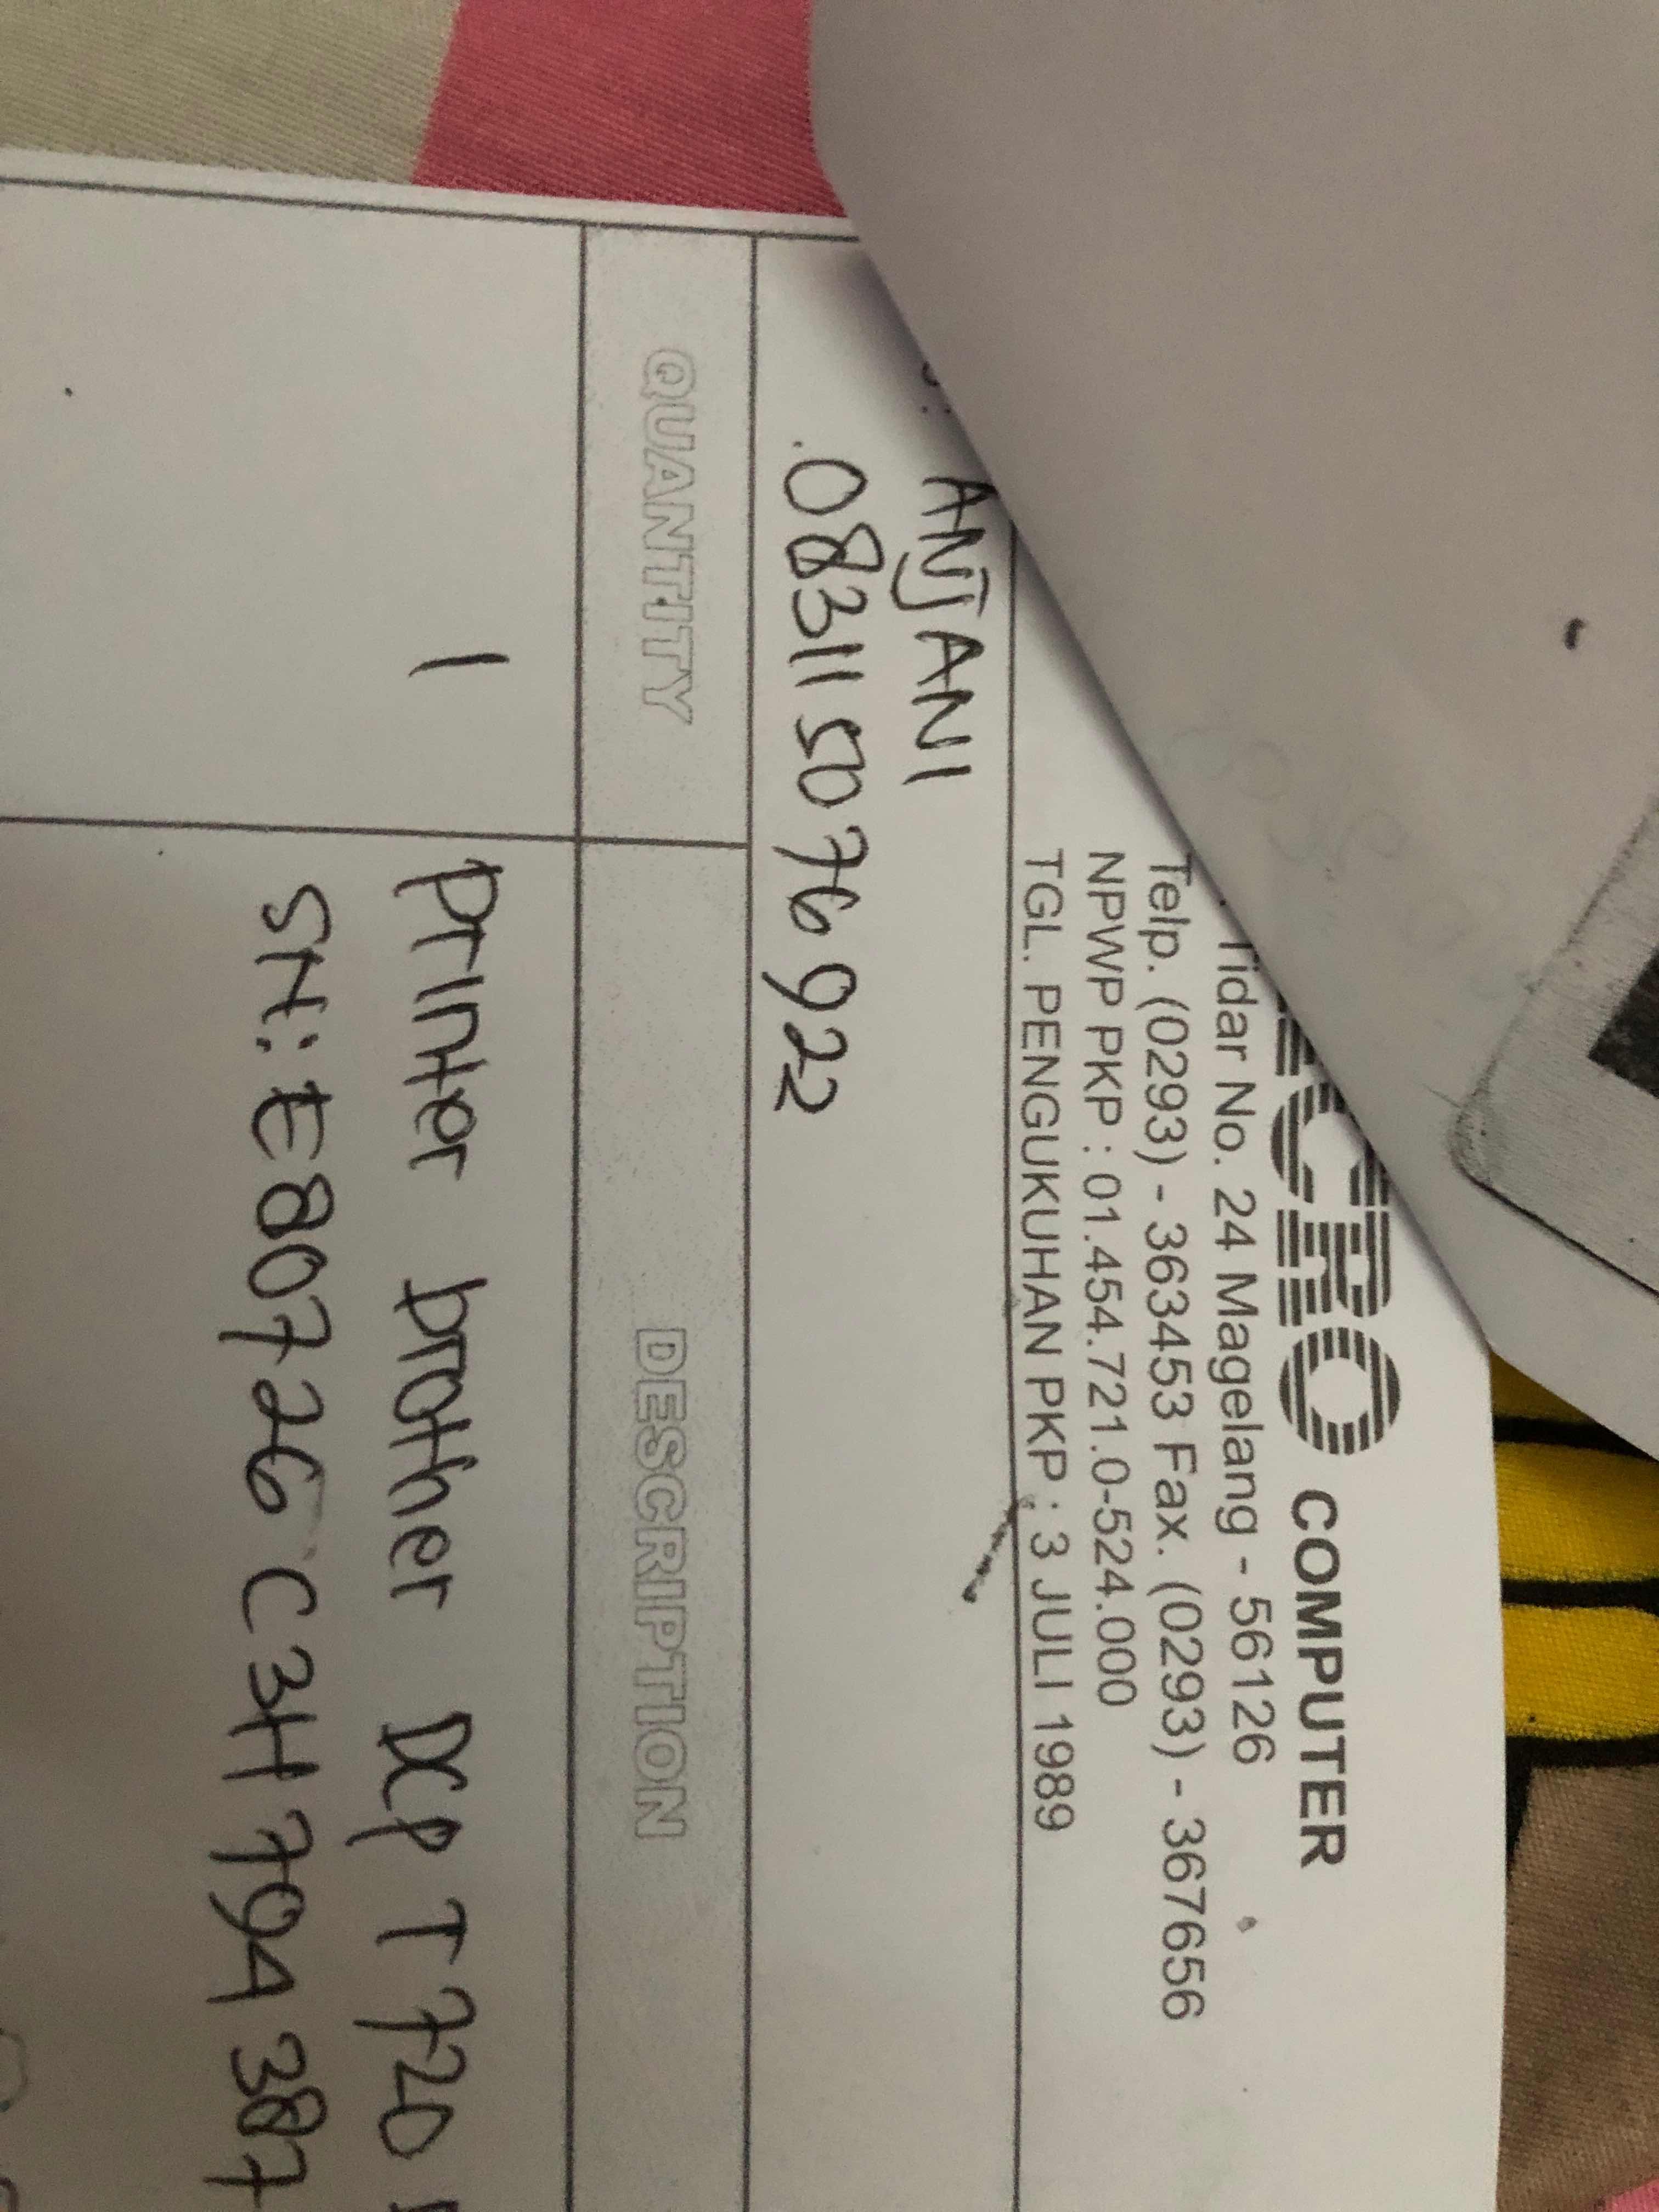 COMPUTER
Tidar No. 24 Magelang - 56126
Telp. (0293) - 363453 Fax. (0293) - 367656
NPWP PKP : 01.454.721.0-524.000
TGL. PENGUKUHAN PKP : 3 JULI 1989
ANJANI
083115076922
QUANTITY DESCRIPTION
1 Printer brother DCP T720
SN: E80726C3H794387